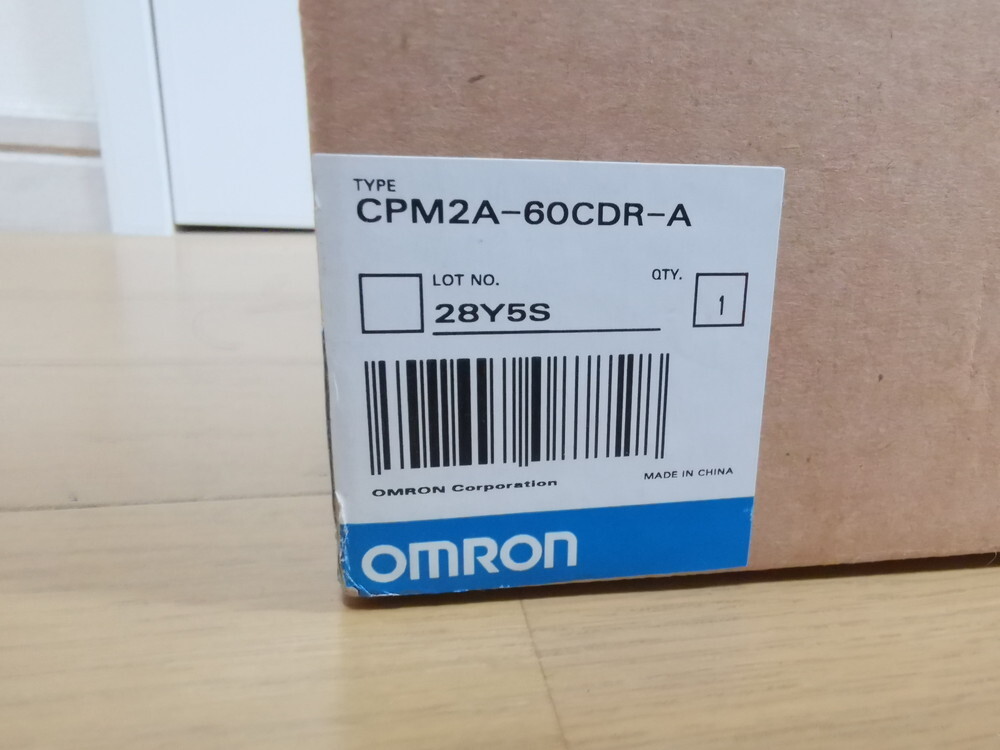 TYPE
CPM2A-60CDR-A
LOT NO.
28Y5S
QTY.
1
OMRON Corporation
MADE IN CHINA
OMRON